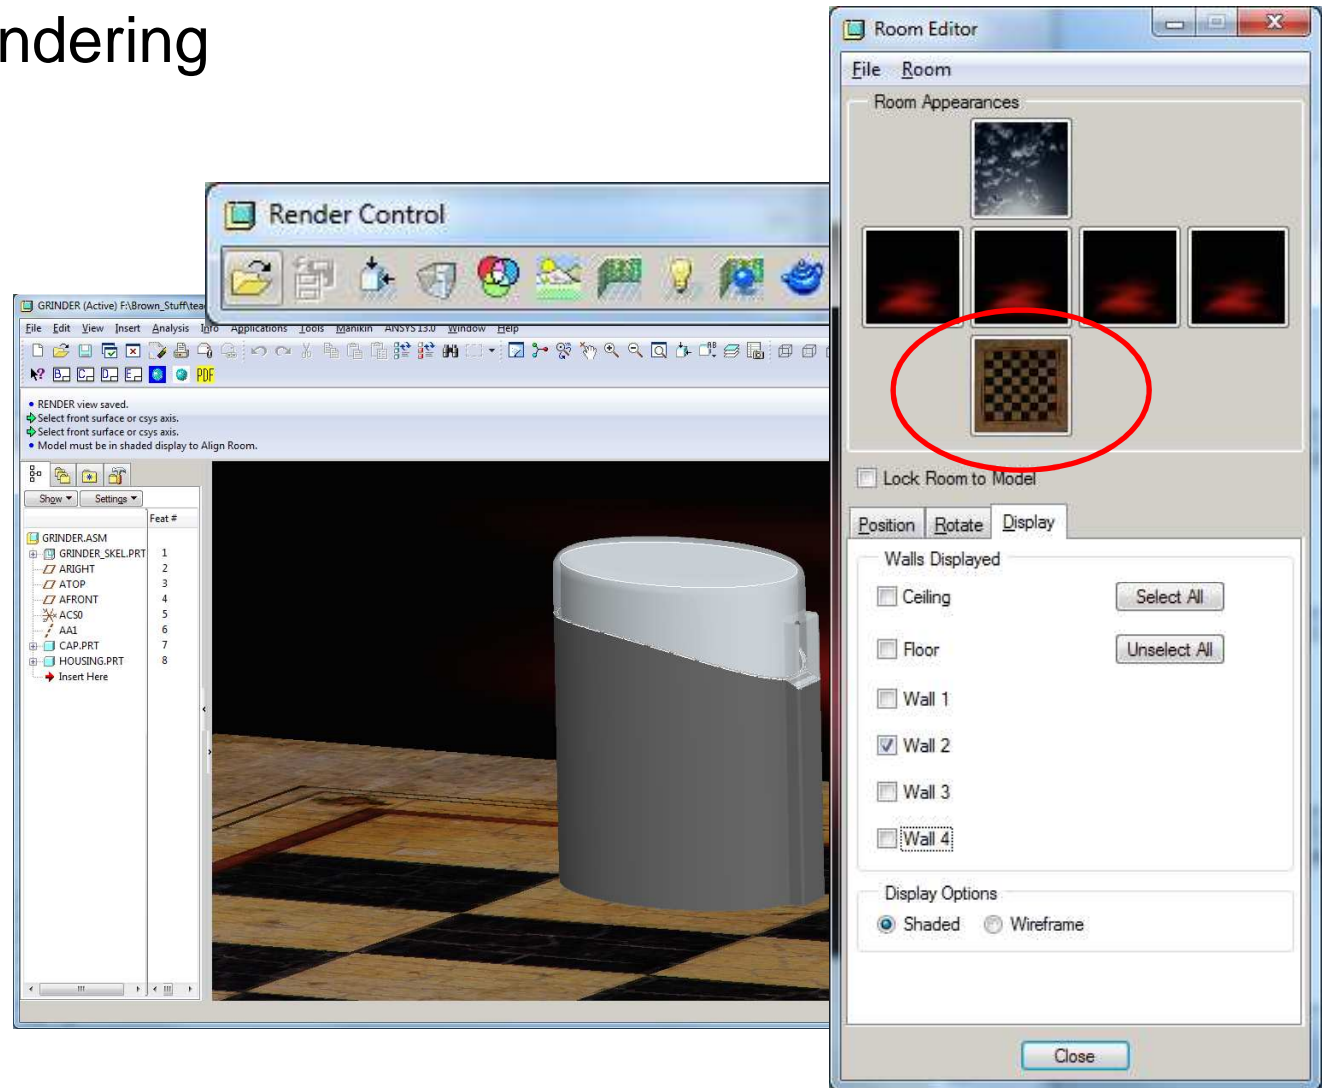 ndering
Room Editor
File Room
Room Appearances
Render Control
GRINDER (Active) F:\Brown_Stuff\tea
File Edit View Insert Analysis Info Applications Tools Manikin ANSYS 13.0 Window Help
PDF
RENDER view saved.
Select front surface or csys axis.
Select front surface or csys axis.
Model must be in shaded display to Align Room.
Show Settings
Feat #
GRINDER.ASM
GRINDER_SKEL.PRT 1
ARIGHT 2
ATOP 3
AFRONT 4
ACS0 5
AA1 6
CAP.PRT 7
HOUSING.PRT 8
Insert Here
Lock Room to Model
Position Rotate Display
Walls Displayed
Ceiling Select All
Floor Unselect All
Wall 1
Wall 2
Wall 3
Wall 4
Display Options
Shaded Wireframe
Close